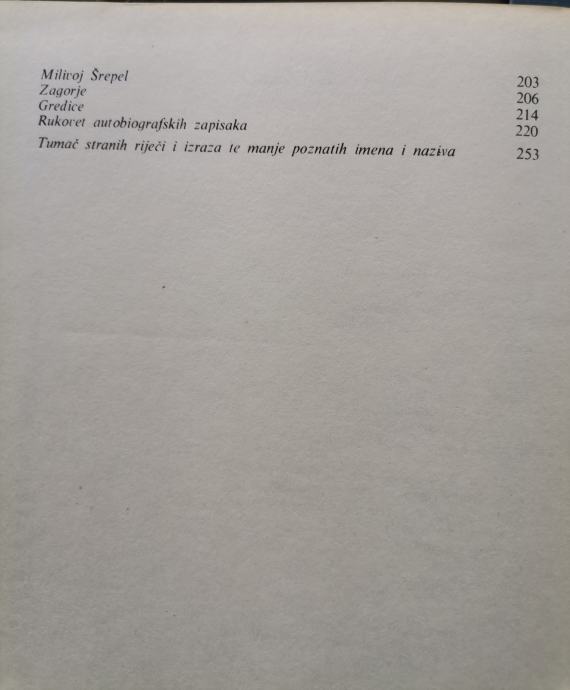 Milivoj Šrepel 203
Zagorje 206
Gredice 214
Rukovet autobiografskih zapisaka 220
Tumač stranih riječi i izraza te manje poznatih imena i naziva 253